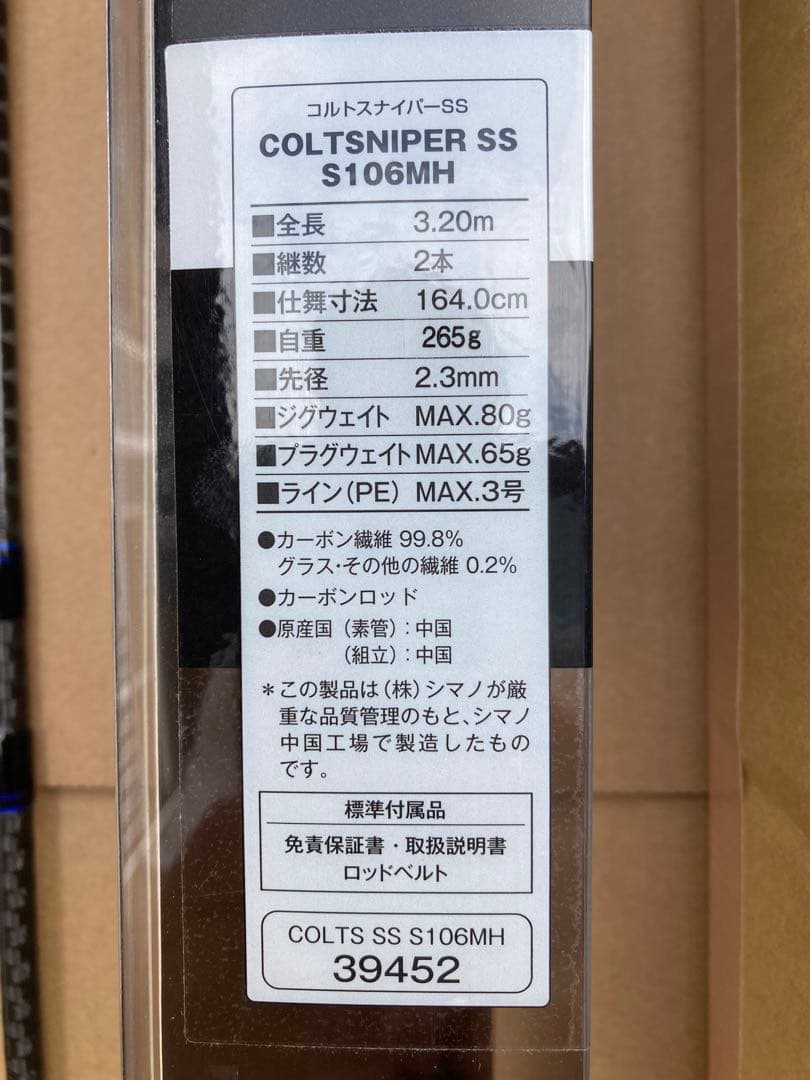 コルトスナイパーSS
COLTSNIPER SS
S106MH
■全長 3.20m
■継数 2本
■仕舞寸法 164.0cm
■自重 265g
■先径 2.3mm
■ジグウェイト MAX.80g
■プラグウェイト MAX.65g
■ライン(PE) MAX.3号
●カーボン繊維 99.8%
グラス・その他の繊維 0.2%
●カーボンロッド
●原産国(素管):中国
(組立):中国
*この製品は(株)シマノが厳
重な品質管理のもと、シマノ
中国工場で製造したもの
です。
標準付属品
免責保証書・取扱説明書
ロッドベルト
COLTS SS S106MH
39452